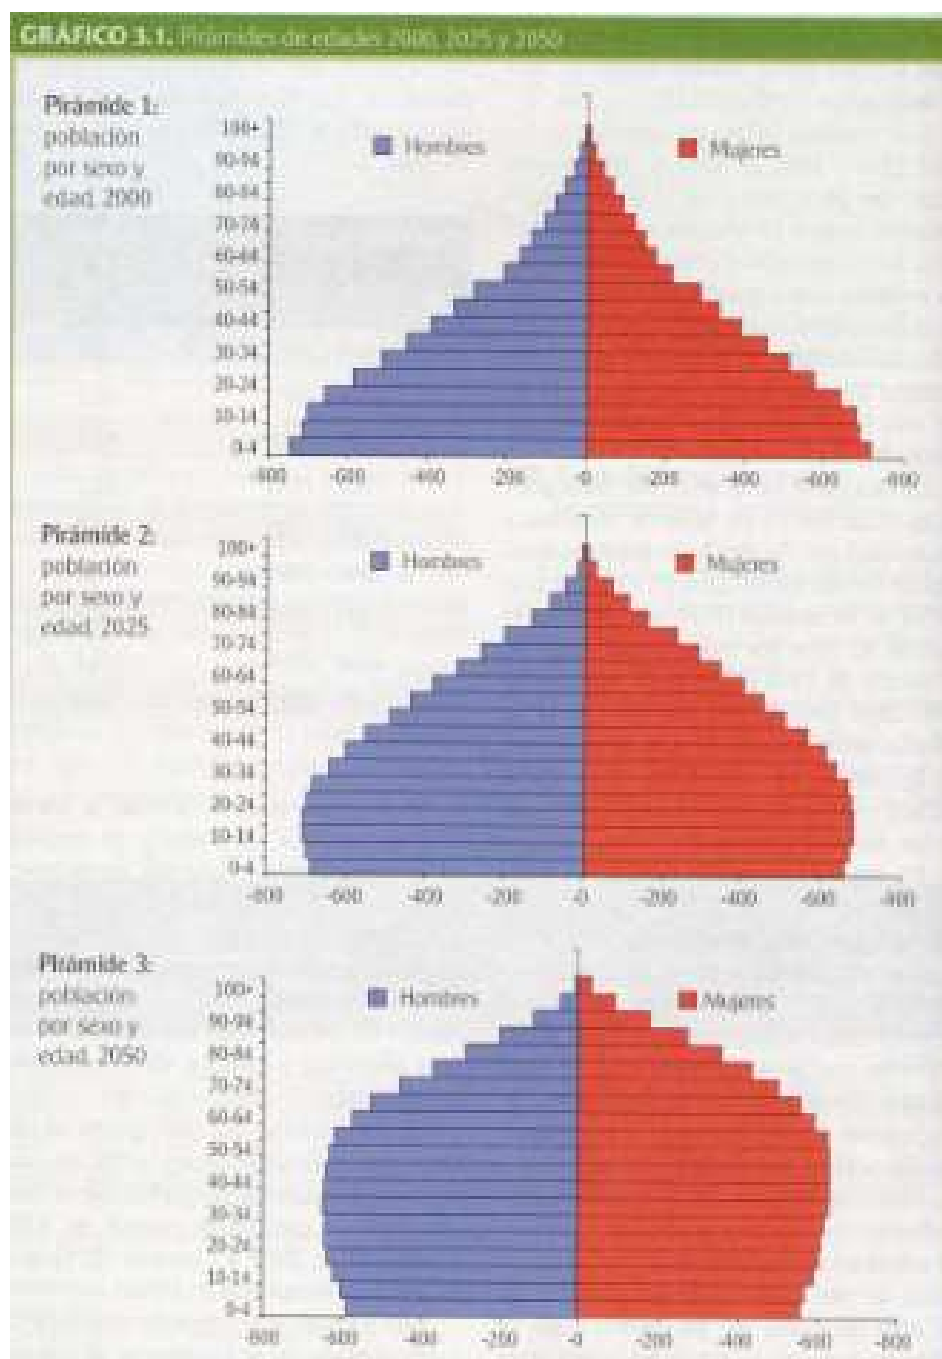 GRÁFICO 3.1. Pirámides de edades 2000, 2025 y 2050
Pirámide 1:
población
por sexo y
edad, 2000
Hombres
Mujeres
100+
90-94
80-84
70-74
60-64
50-54
40-44
30-34
20-24
10-14
0-4
-800 -600 -400 -200 -0 -200 -400 -600 -800
Pirámide 2:
población
por sexo y
edad, 2025
Hombres
Mujeres
100+
90-94
80-84
70-74
60-64
50-54
40-44
30-34
20-24
10-14
0-4
-800 -600 -400 -200 -0 -200 -400 -600 -800
Pirámide 3:
población
por sexo y
edad, 2050
Hombres
Mujeres
100+
90-94
80-84
70-74
60-64
50-54
40-44
30-34
20-24
10-14
0-4
-800 -600 -400 -200 -0 -200 -400 -600 -800